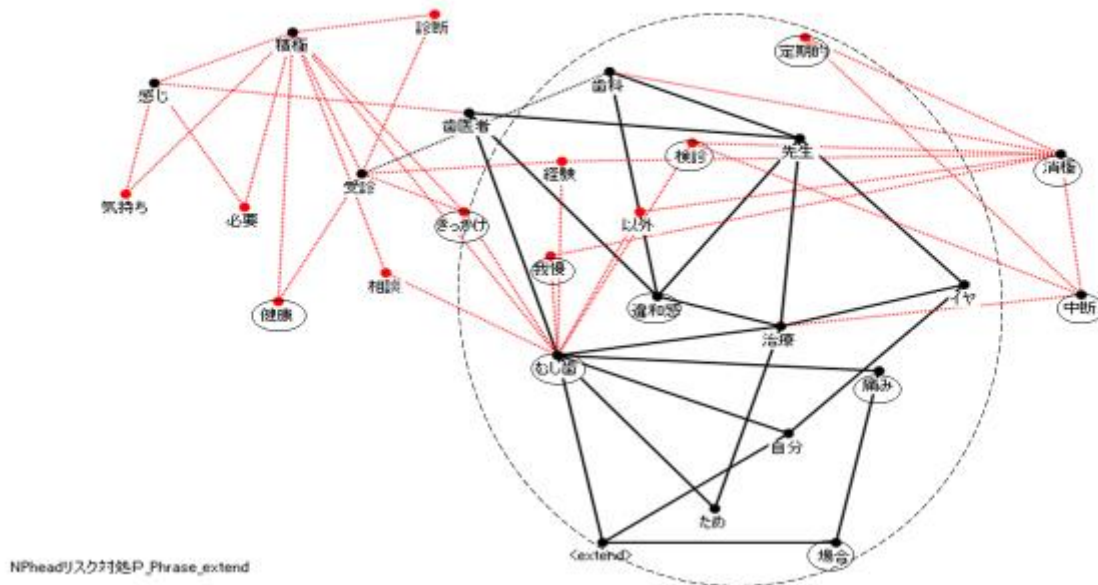 診断
積極
定期的
感じ
歯科
歯医者
先生
検診
消極
経験
受診
気持ち
必要
きっかけ
以外
我慢
相談
イヤ
健康
違和感
中断
治療
むし歯
痛み
自分
ため
<extend>
場合
NPheadリスク対処P_Phrase_extend